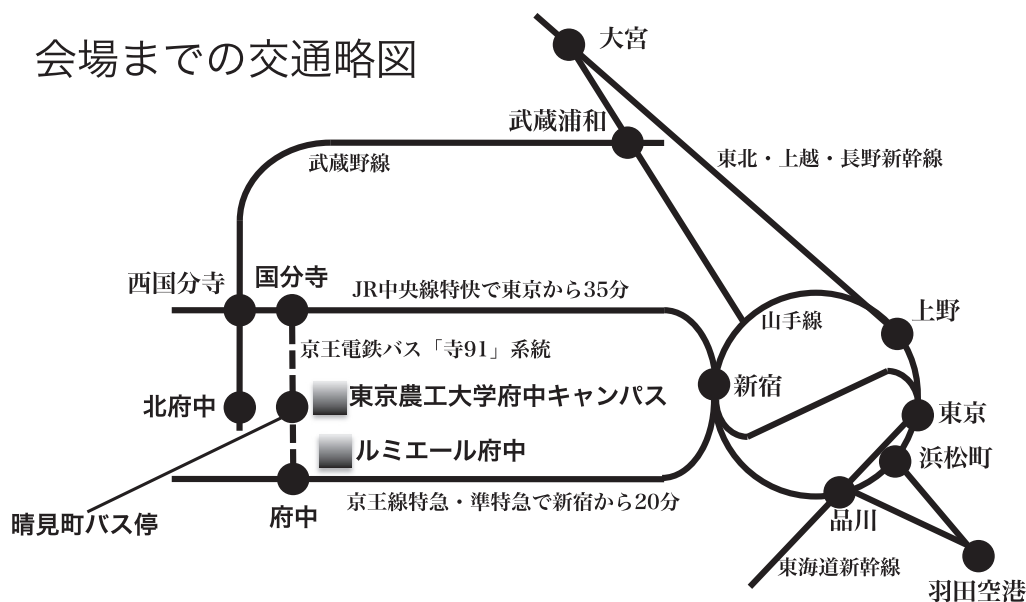 会場までの交通略図
大宮
武蔵浦和
武蔵野線
東北・上越・長野新幹線
西国分寺
国分寺
JR中央線特快で東京から35分
山手線
上野
京王電鉄バス「寺91」系統
新宿
北府中
東京農工大学府中キャンパス
東京
ルミエール府中
浜松町
京王線特急・準特急で新宿から20分
府中
晴見町バス停
品川
東海道新幹線
羽田空港